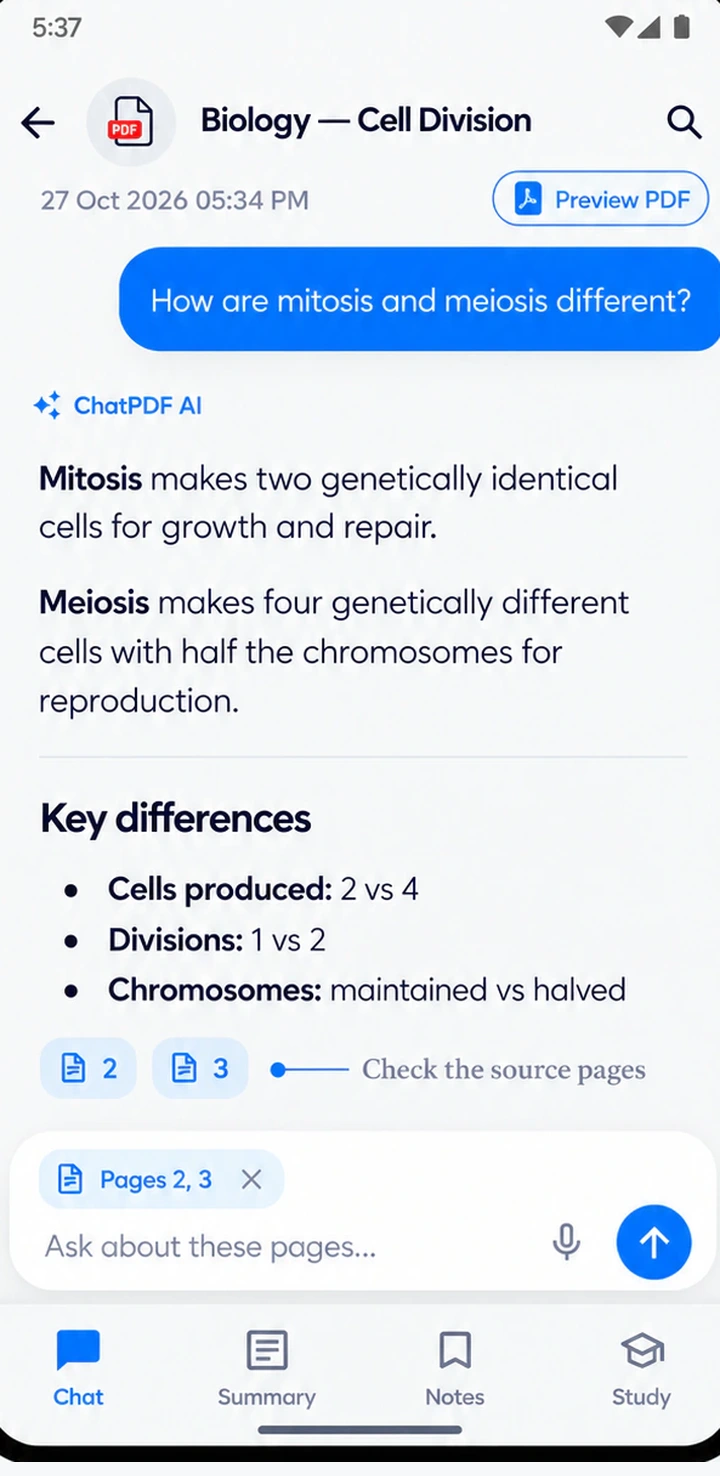 5:37
PDF
Biology — Cell Division
27 Oct 2026 05:34 PM
Preview PDF
How are mitosis and meiosis different?
ChatPDF AI
Mitosis makes two genetically identical
cells for growth and repair.
Meiosis makes four genetically different
cells with half the chromosomes for
reproduction.
Key differences
• Cells produced: 2 vs 4
• Divisions: 1 vs 2
• Chromosomes: maintained vs halved
2 3 Check the source pages
Pages 2, 3
Ask about these pages...
Chat Summary Notes Study